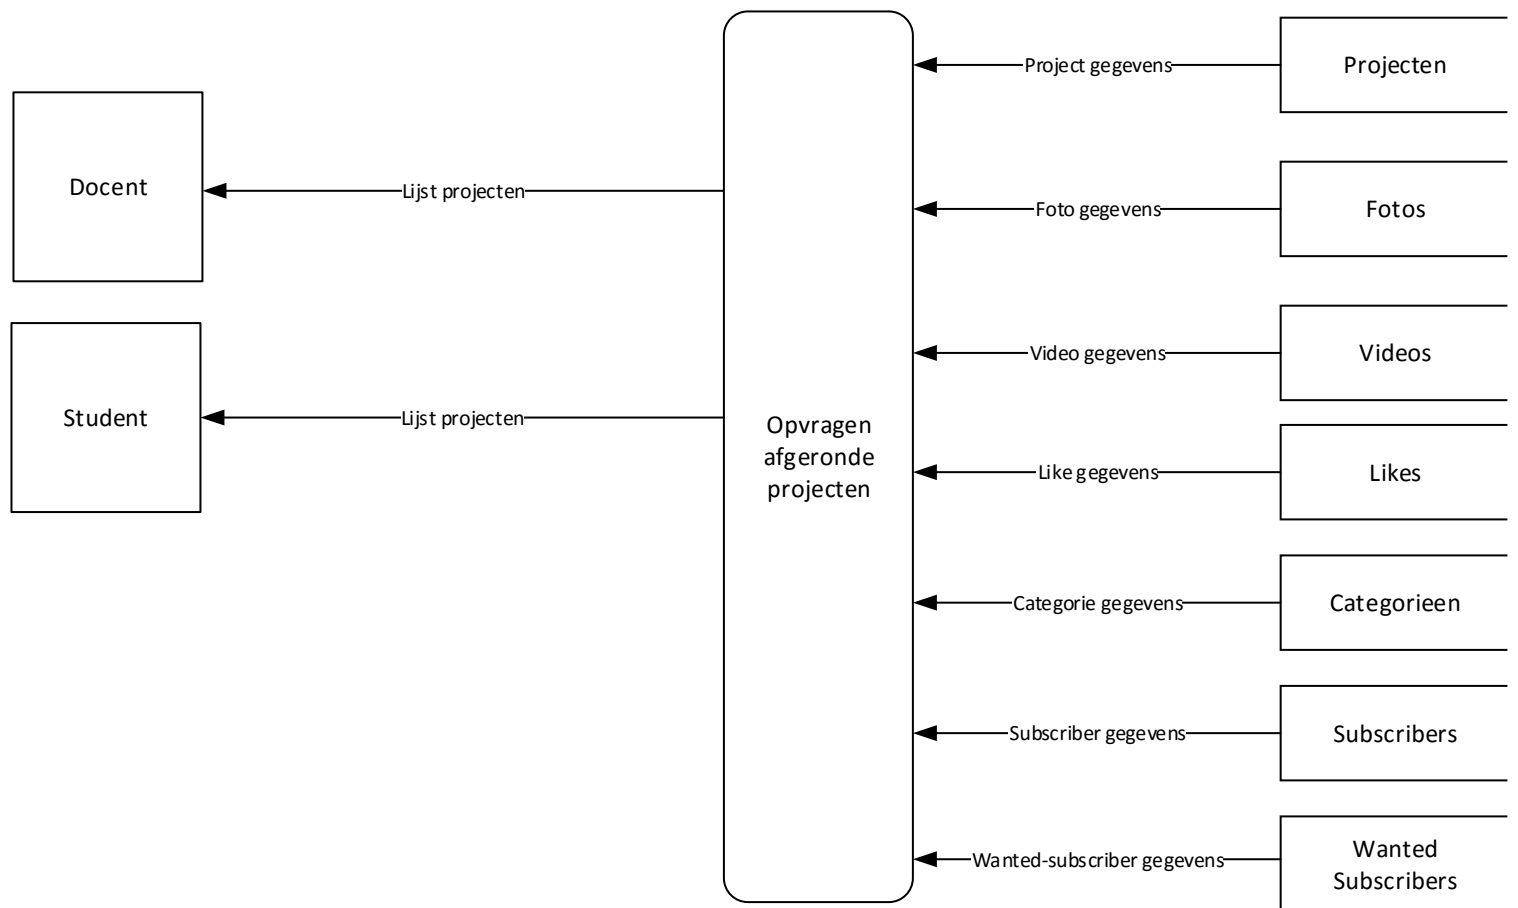 Project gegevens
Projecten
Docent
Lijst projecten
Foto gegevens
Fotos
Video gegevens
Videos
Student
Lijst projecten
Opvragen
afgeronde
projecten
Like gegevens
Likes
Categorie gegevens
Categorieen
Subscriber gegevens
Subscribers
Wanted-subscriber gegevens
Wanted
Subscribers